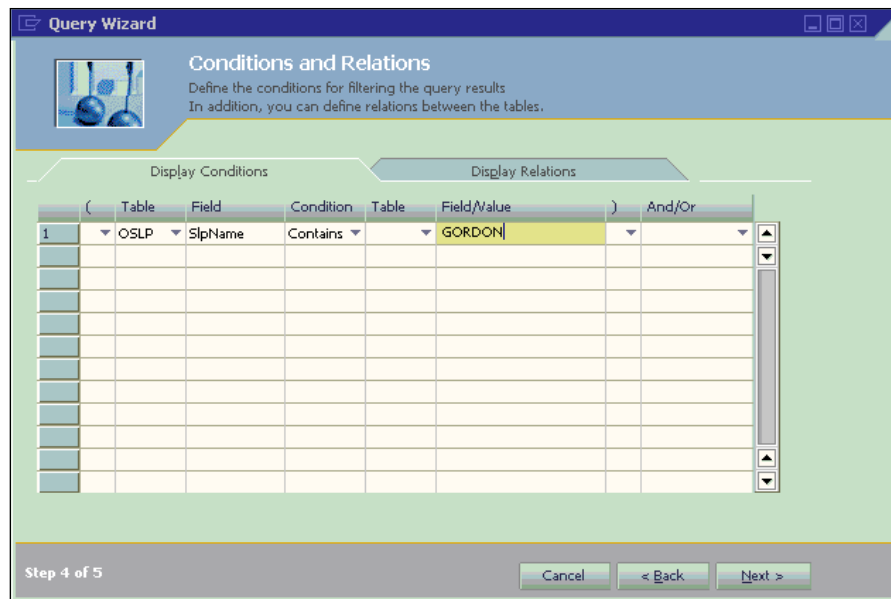 Query Wizard
Conditions and Relations
Define the conditions for filtering the query results
In addition, you can define relations between the tables.
Display Conditions Display Relations
( Table Field Condition Table Field/Value ) And/Or
1 OSLP SlpName Contains GORDON
Step 4 of 5 Cancel < Back Next >